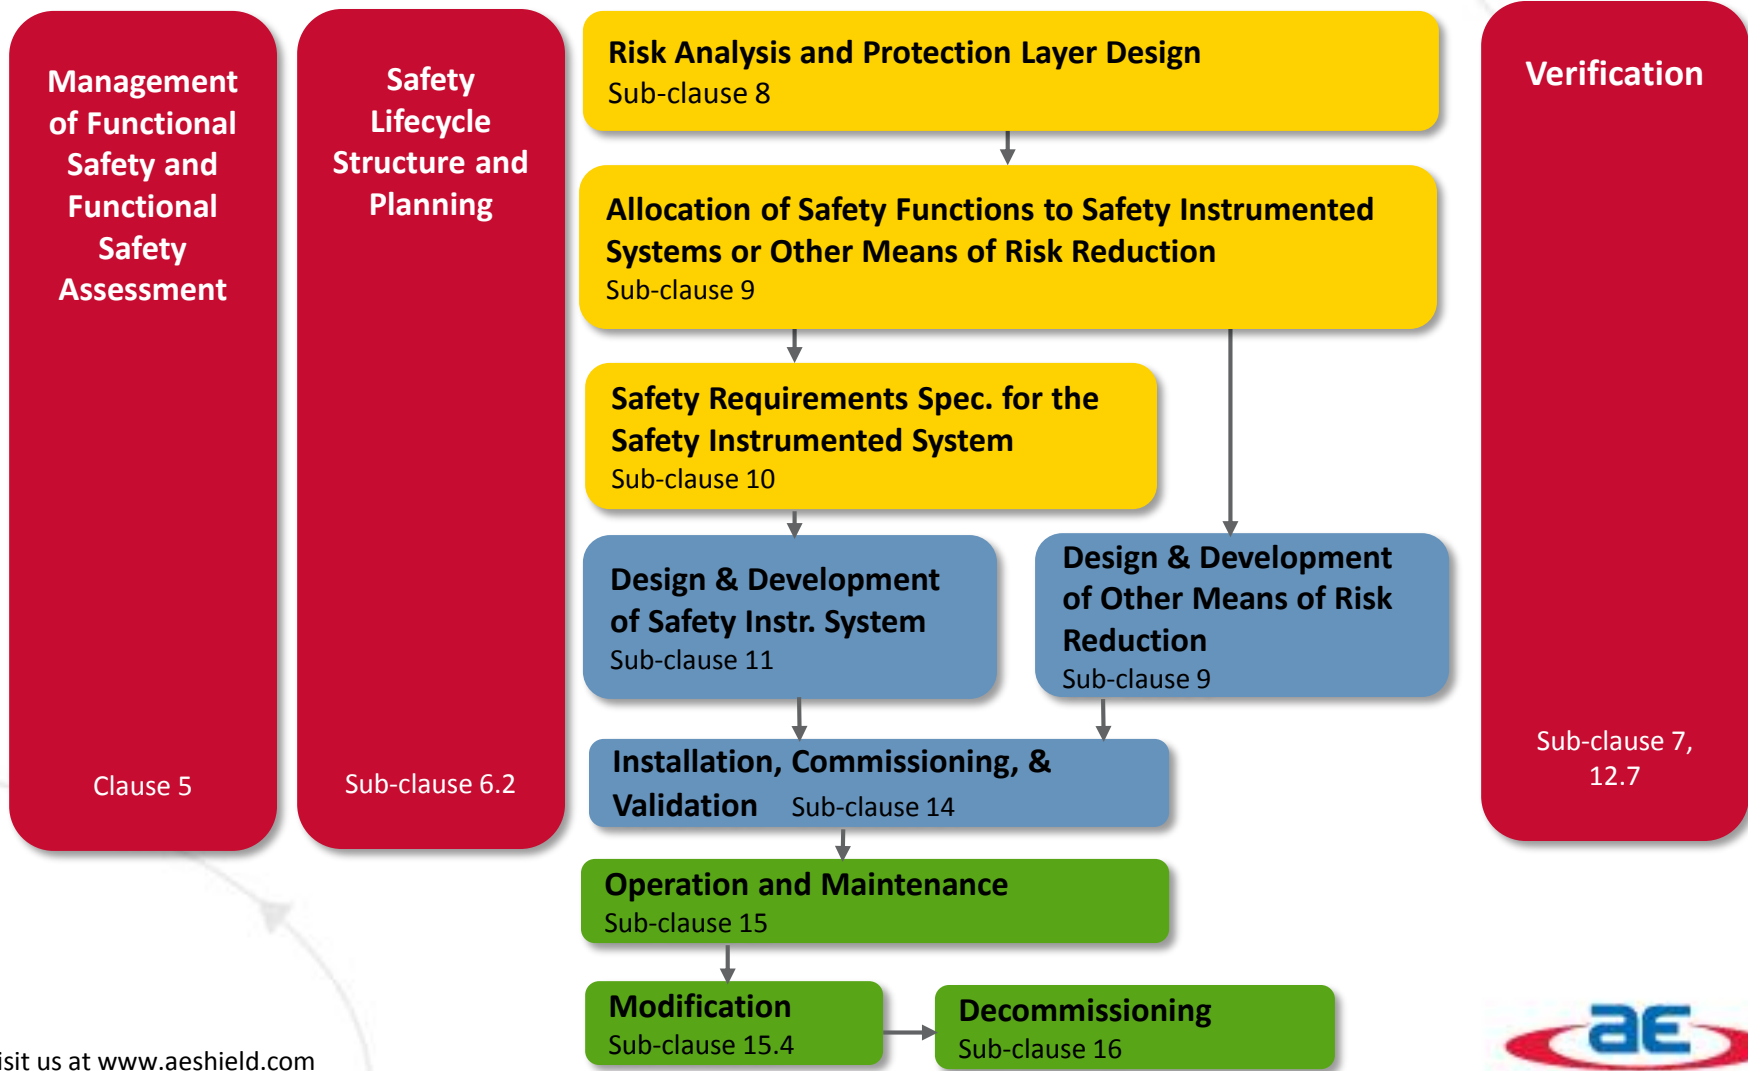 Management
of Functional
Safety and
Functional
Safety
Assessment
Clause 5
Safety
Lifecycle
Structure and
Planning
Sub-clause 6.2
Risk Analysis and Protection Layer Design
Sub-clause 8
Allocation of Safety Functions to Safety Instrumented
Systems or Other Means of Risk Reduction
Sub-clause 9
Safety Requirements Spec. for the
Safety Instrumented System
Sub-clause 10
Design & Development
of Safety Instr. System
Sub-clause 11
Design & Development
of Other Means of Risk
Reduction
Sub-clause 9
Installation, Commissioning, &
Validation Sub-clause 14
Operation and Maintenance
Sub-clause 15
Modification
Sub-clause 15.4
Decommissioning
Sub-clause 16
Verification
Sub-clause 7,
12.7
isit us at www.aeshield.com
ae